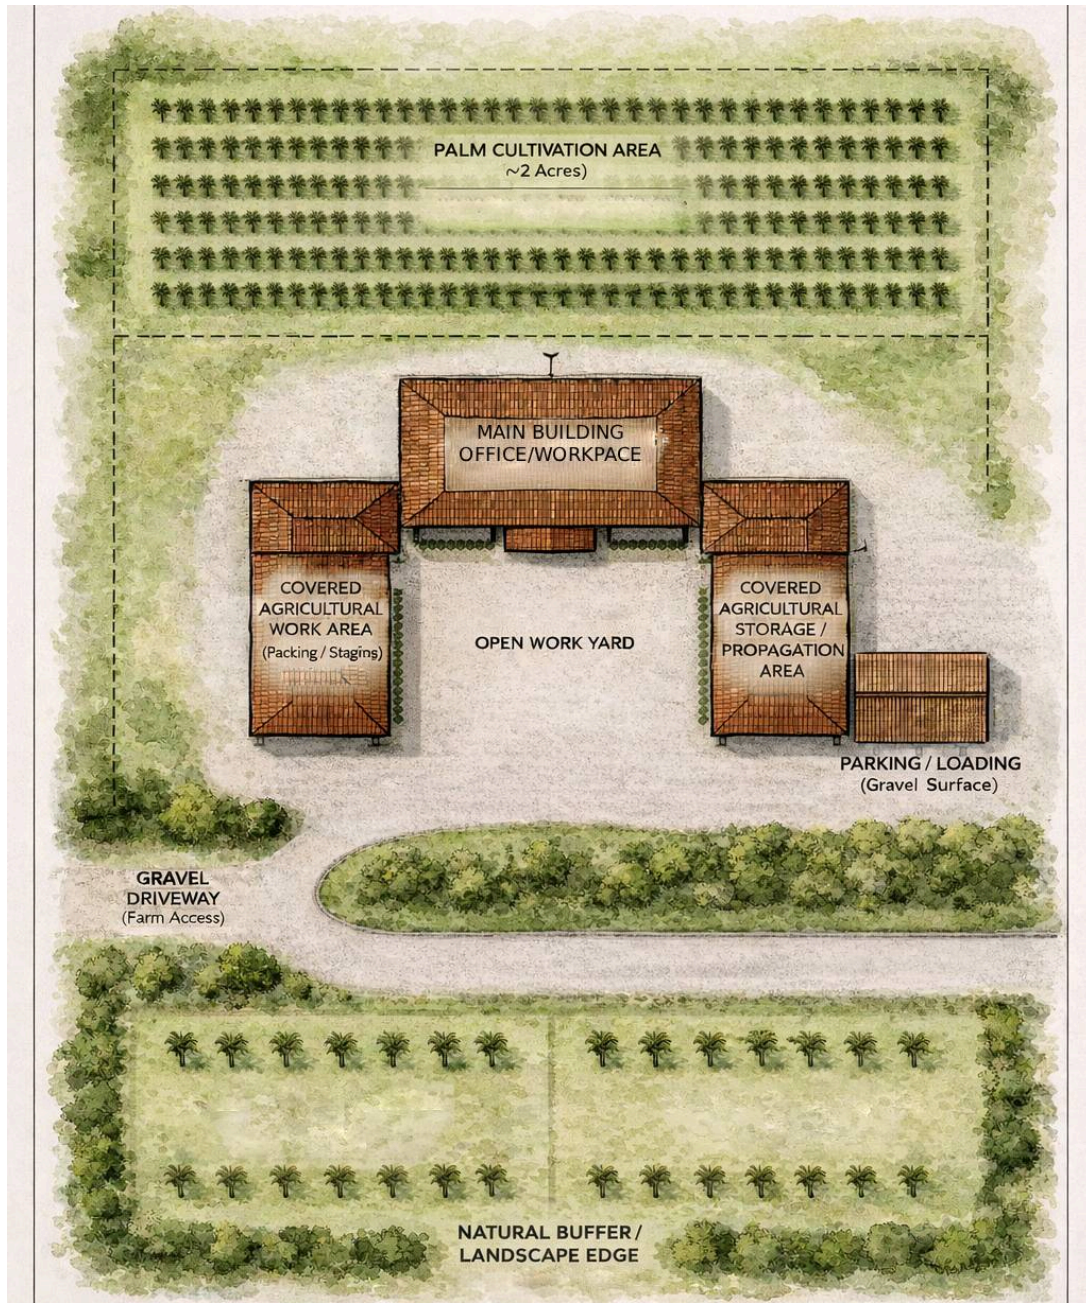 PALM CULTIVATION AREA
~2 Acres)
MAIN BUILDING
OFFICE/WORKPACE
COVERED
AGRICULTURAL
WORK AREA
(Packing / Stagins)
OPEN WORK YARD
COVERED
AGRICULTURAL
STORAGE /
PROPAGATION
AREA
PARKING / LOADING
(Gravel Surface)
GRAVEL
DRIVEWAY
(Farm Access)
NATURAL BUFFER /
LANDSCAPE EDGE